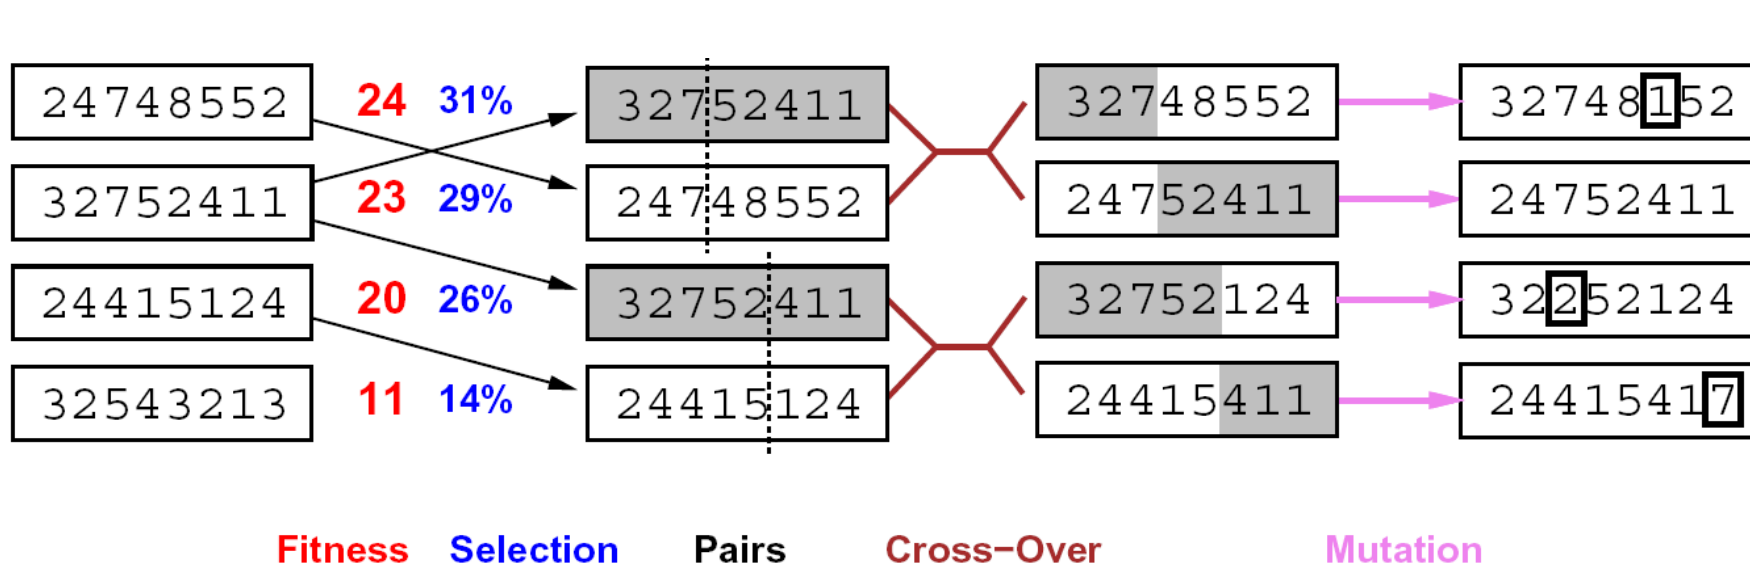 24748552 24 31% 32752411 32748552 32748152
32752411 23 29% 24748552 24752411 24752411
24415124 20 26% 32752411 32752124 32252124
32543213 11 14% 24415124 24415411 24415417
Fitness Selection Pairs Cross-Over Mutation